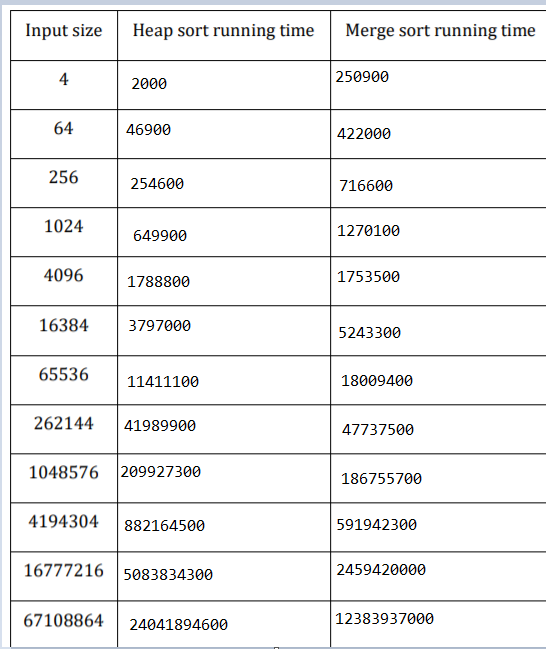 Input size Heap sort running time Merge sort running time
4 2000 250900
64 46900 422000
256 254600 716600
1024 649900 1270100
4096 1788800 1753500
16384 3797000 5243300
65536 11411100 18009400
262144 41989900 47737500
1048576 209927300 186755700
4194304 882164500 591942300
16777216 5083834300 2459420000
67108864 24041894600 12383937000